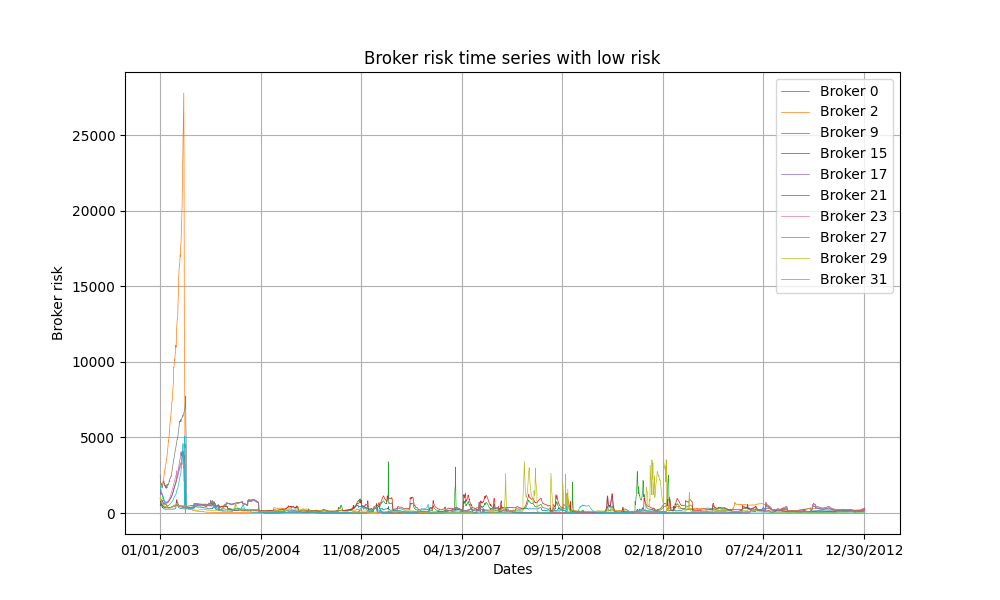 Broker risk time series with low risk
Broker 0
Broker 2
Broker 9
Broker 15
Broker 17
Broker 21
Broker 23
Broker 27
Broker 29
Broker 31
25000
20000
15000
10000
5000
0
Broker risk
01/01/2003 06/05/2004 11/08/2005 04/13/2007 09/15/2008 02/18/2010 07/24/2011 12/30/2012
Dates